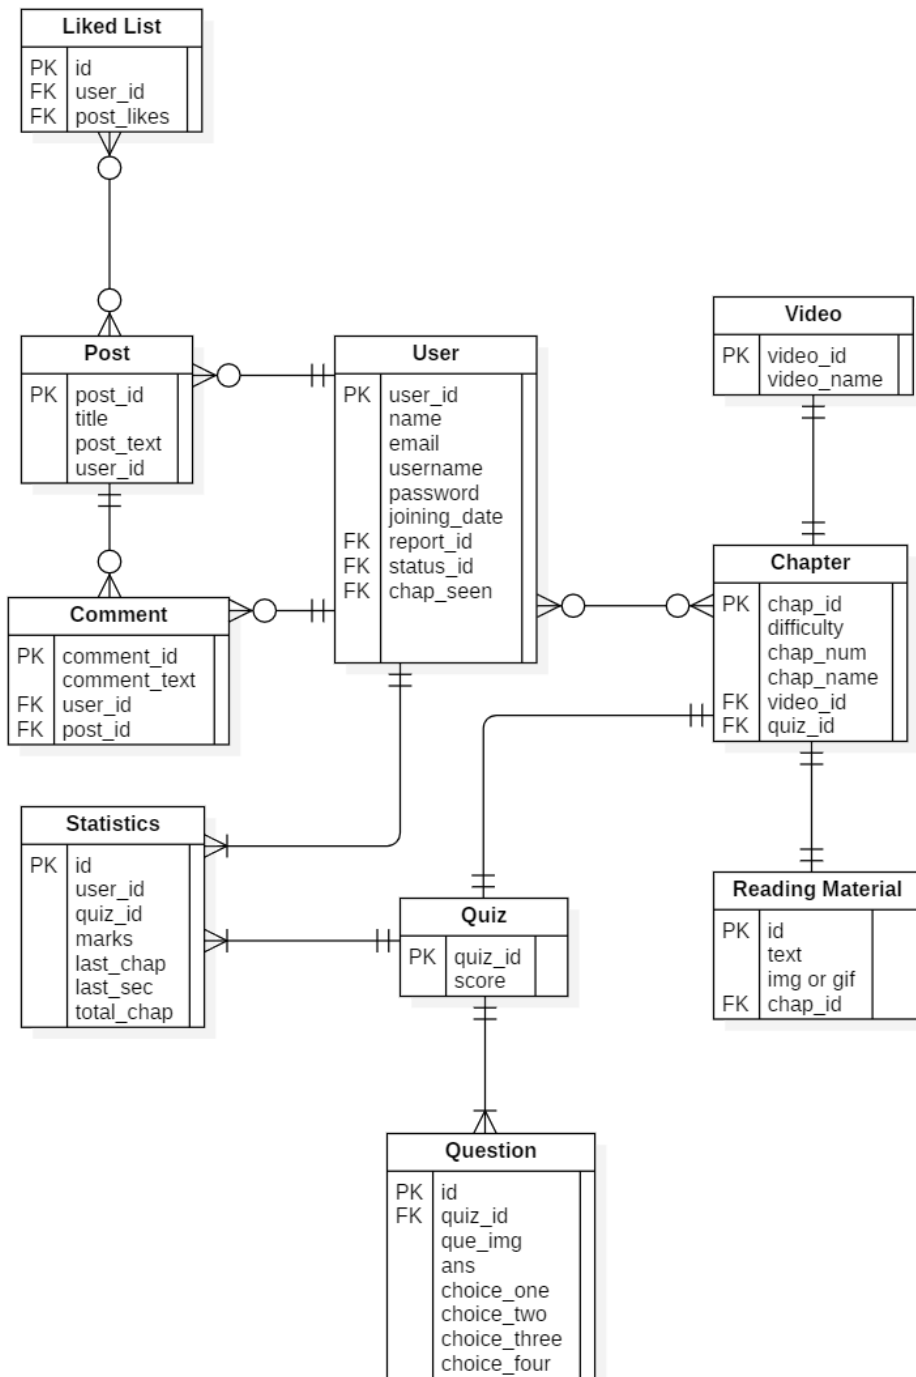 Liked List
PK id
FK user_id
FK post_likes
Post
PK post_id
title
post_text
user_id
User
PK user_id
name
email
username
password
joining_date
FK report_id
FK status_id
FK chap_seen
Video
PK video_id
video_name
Chapter
PK chap_id
difficulty
chap_num
chap_name
FK video_id
FK quiz_id
Comment
PK comment_id
comment_text
FK user_id
FK post_id
Statistics
PK id
user_id
quiz_id
marks
last_chap
last_sec
total_chap
Quiz
PK quiz_id
score
Reading Material
PK id
text
img or gif
FK chap_id
Question
PK id
FK quiz_id
que_img
ans
choice_one
choice_two
choice_three
choice_four